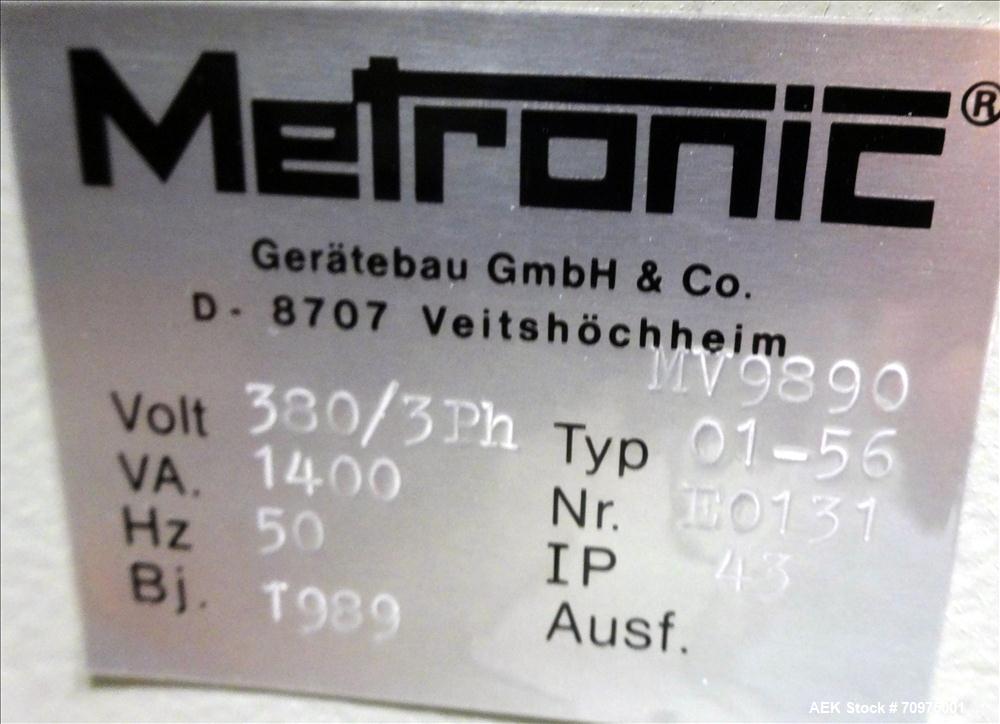 Metronic®
Gerätebau GmbH & Co.
D - 8707 Veitshöchheim
MV9890
Volt 380/3Ph
Typ 01-56
VA. 1400
Nr. E0131
Hz 50
IP 43
Bj. 1989
Ausf.
AEK Stock # 70975001